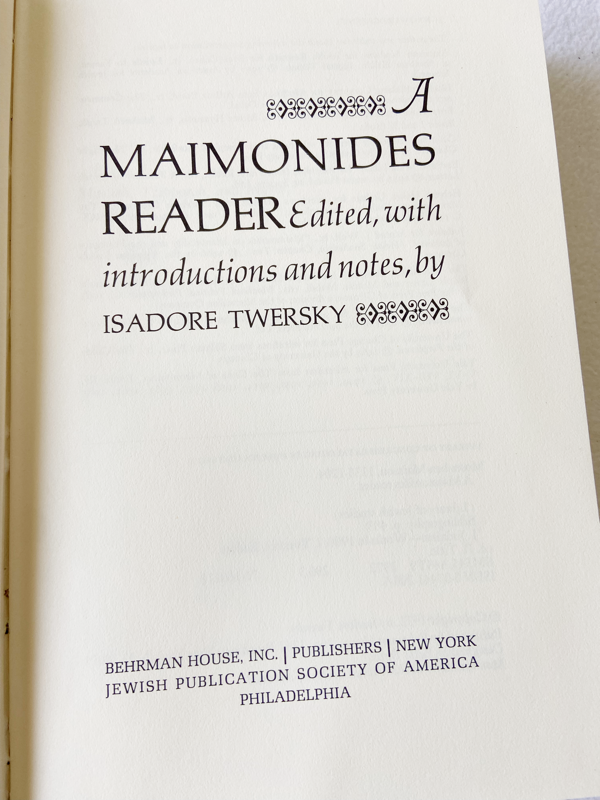 A
MAIMONIDES
READER Edited, with
introductions and notes, by
ISADORE TWERSKY
BEHRMAN HOUSE, INC. | PUBLISHERS | NEW YORK
JEWISH PUBLICATION SOCIETY OF AMERICA
PHILADELPHIA